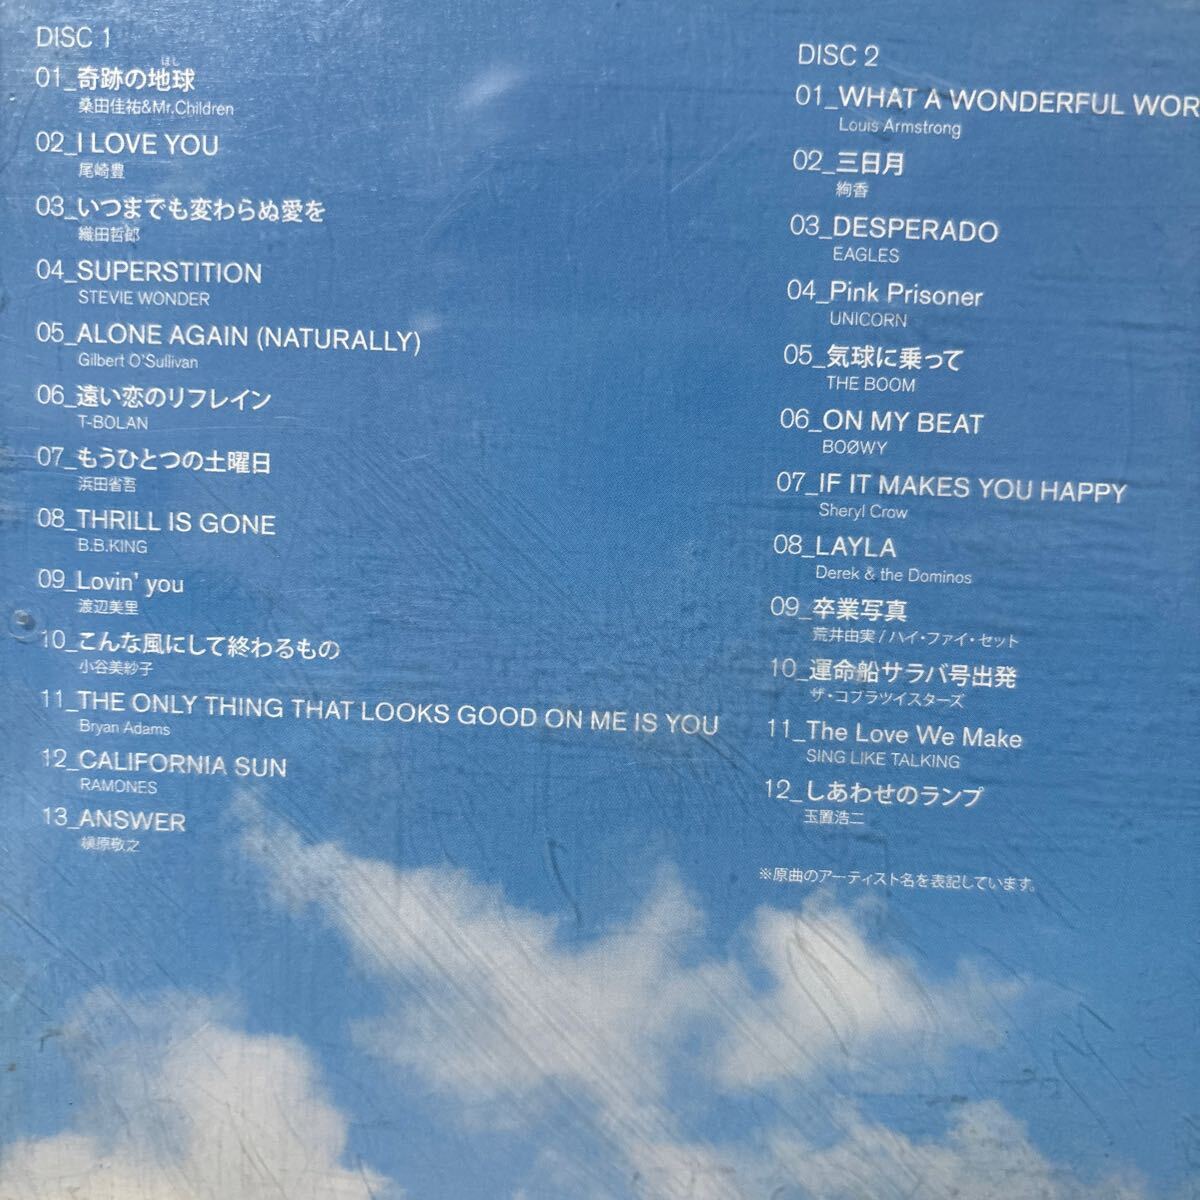 DISC 1
01_奇跡の地球
ほし
桑田佳祐&Mr.Children
02_I LOVE YOU
尾崎豊
03_いつまでも変わらぬ愛を
織田哲郎
04_SUPERSTITION
STEVIE WONDER
05_ALONE AGAIN (NATURALLY)
Gilbert O'Sullivan
06_遠い恋のリフレイン
T-BOLAN
07_もうひとつの土曜日
浜田省吾
08_THRILL IS GONE
B.B.KING
09_Lovin' you
渡辺美里
10_こんな風にして終わるもの
小谷美紗子
11_THE ONLY THING THAT LOOKS GOOD ON ME IS YOU
Bryan Adams
12_CALIFORNIA SUN
RAMONES
13_ANSWER
槇原敬之
DISC 2
01_WHAT A WONDERFUL WOR
Louis Armstrong
02_三日月
絢香
03_DESPERADO
EAGLES
04_Pink Prisoner
UNICORN
05_気球に乗って
THE BOOM
06_ON MY BEAT
BOØWY
07_IF IT MAKES YOU HAPPY
Sheryl Crow
08_LAYLA
Derek & the Dominos
09_卒業写真
荒井由実/ハイ・ファイ・セット
10_運命船サラバ号出発
ザ・コブラツイスターズ
11_The Love We Make
SING LIKE TALKING
12_しあわせのランプ
玉置浩二
※原曲のアーティスト名を表記しています。